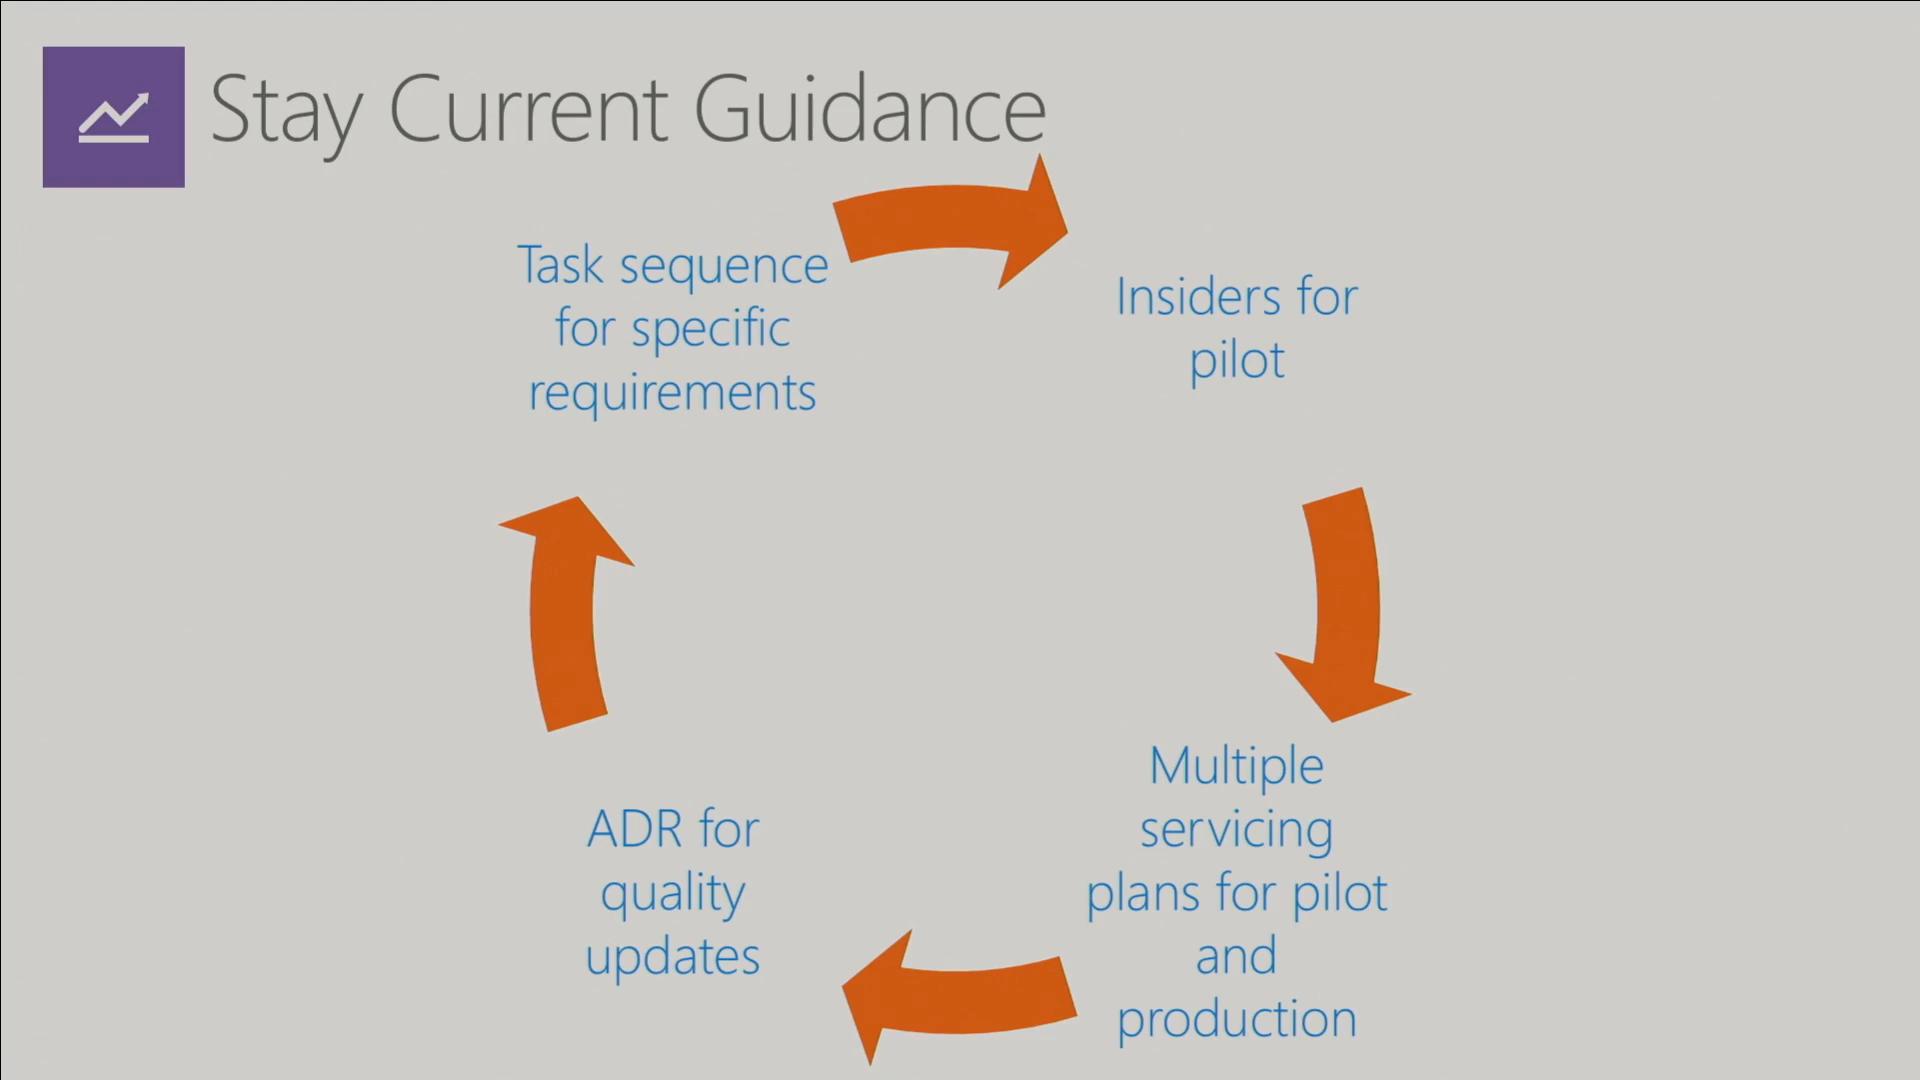 Stay Current Guidance
Task sequence
for specific
requirements
Insiders for
pilot
Multiple
servicing
plans for pilot
and
production
ADR for
quality
updates